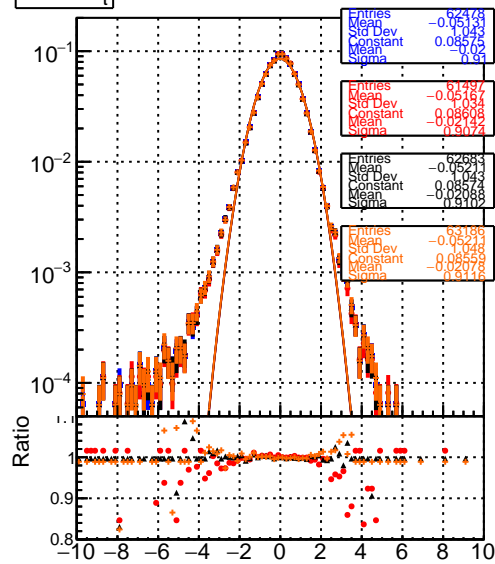 t
10⁻¹
10⁻²
10⁻³
10⁻⁴
Entries 62478
Mean −0.05131
Std Dev 1.043
Constant 0.08575
Mean −0.02
Sigma 0.91
Entries 61497
Mean −0.05167
Std Dev 1.034
Constant 0.08608
Mean −0.02142
Sigma 0.9074
Entries 62683
Mean −0.05211
Std Dev 1.043
Constant 0.08574
Mean −0.02088
Sigma 0.9102
Entries 63186
Mean −0.05211
Std Dev 1.048
Constant 0.08559
Mean −0.02078
Sigma 0.9116
Ratio
1.1
1
0.9
0.8
−10 −8 −6 −4 −2 0 2 4 6 8 10